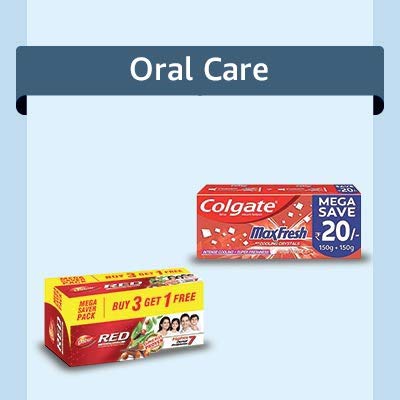 Oral Care
Colgate
MaxFresh
COOLING CRYSTALS
INTENSE COOLING | SUPER FRESHNESS
MEGA
SAVE
₹20/-
150g + 150g
MEGA
SAVER
PACK
BUY 3 GET 1 FREE
RED
7